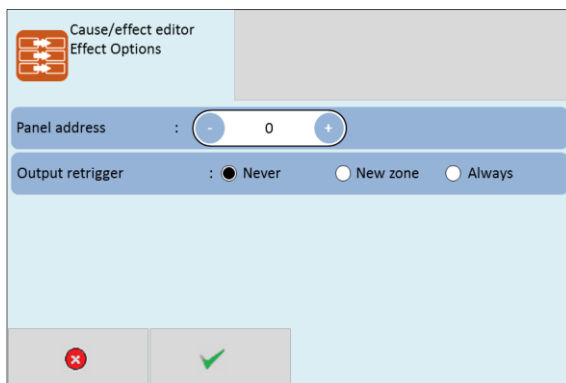 Cause/effect editor
Effect Options
Panel address : - 0 +
Output retrigger : Never New zone Always